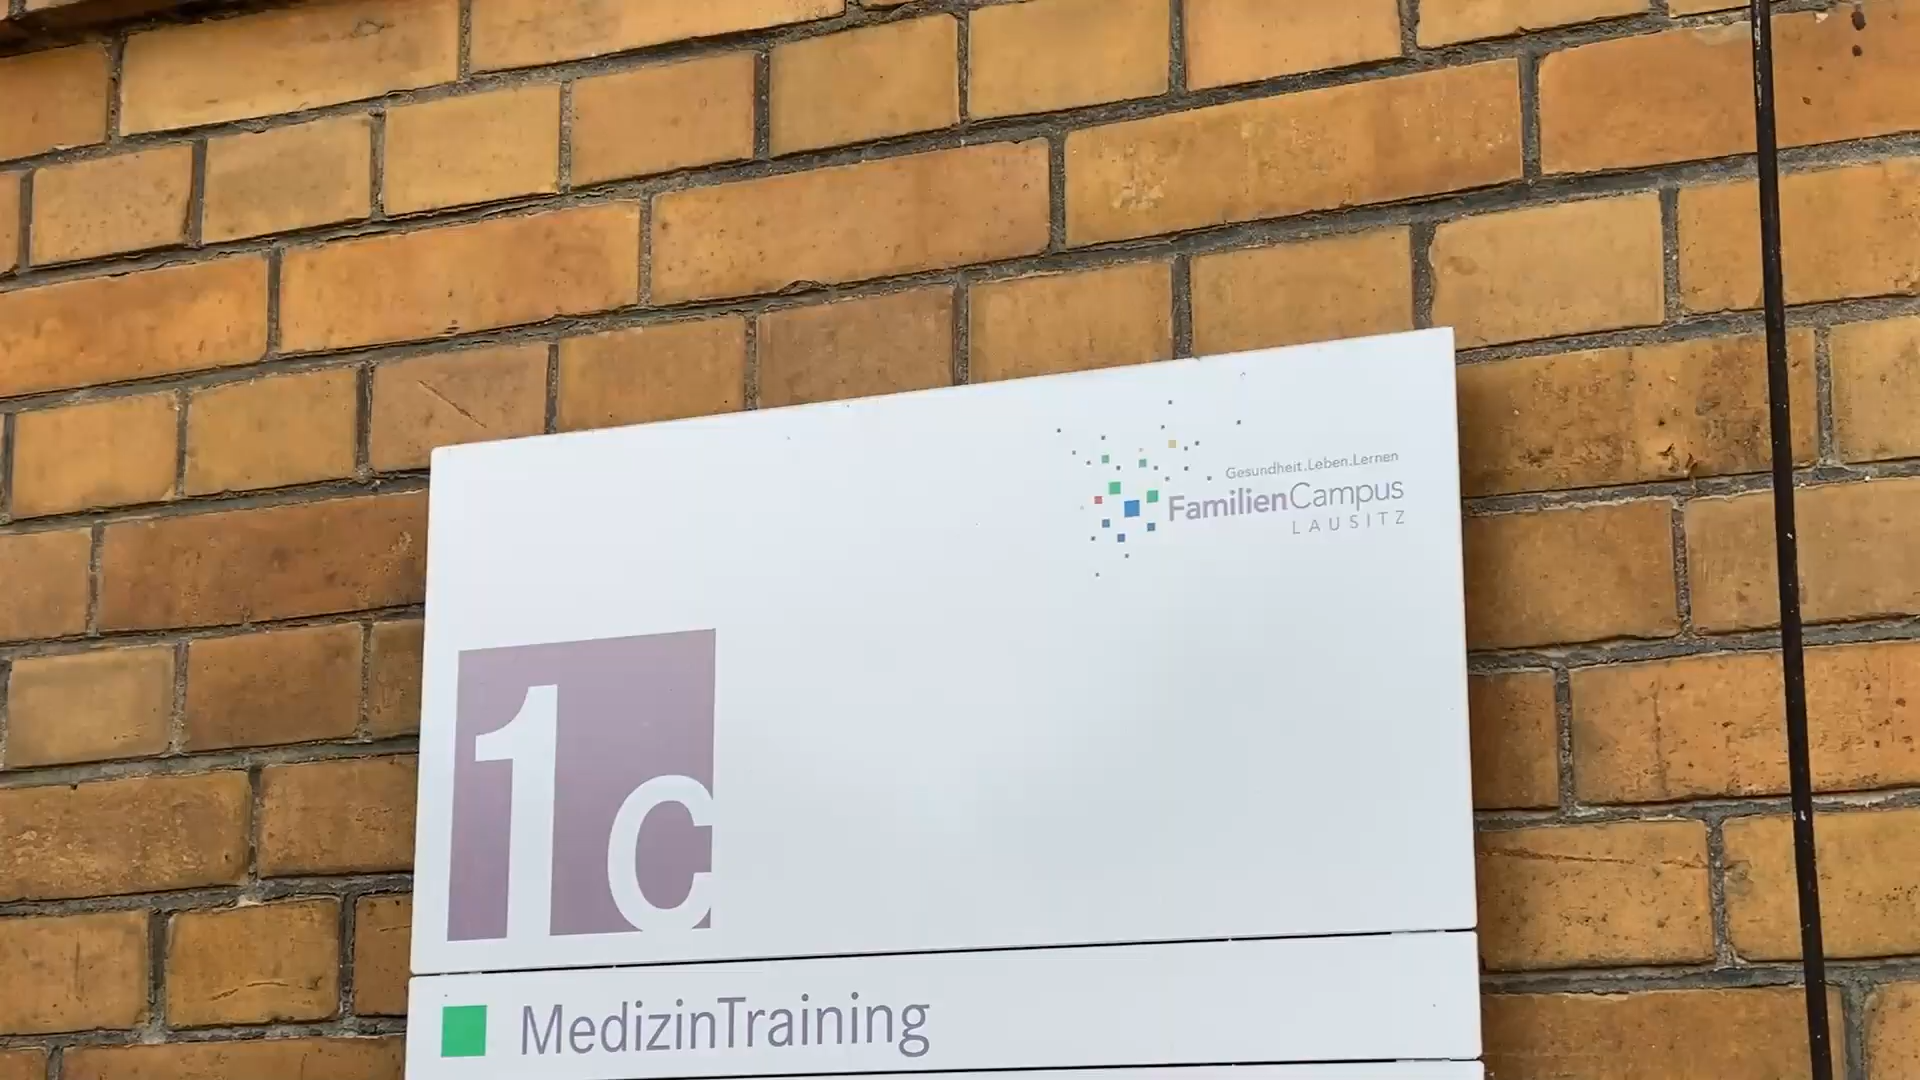 Gesundheit.Leben.Lernen
FamilienCampus
LAUSITZ
1c
MedizinTraining